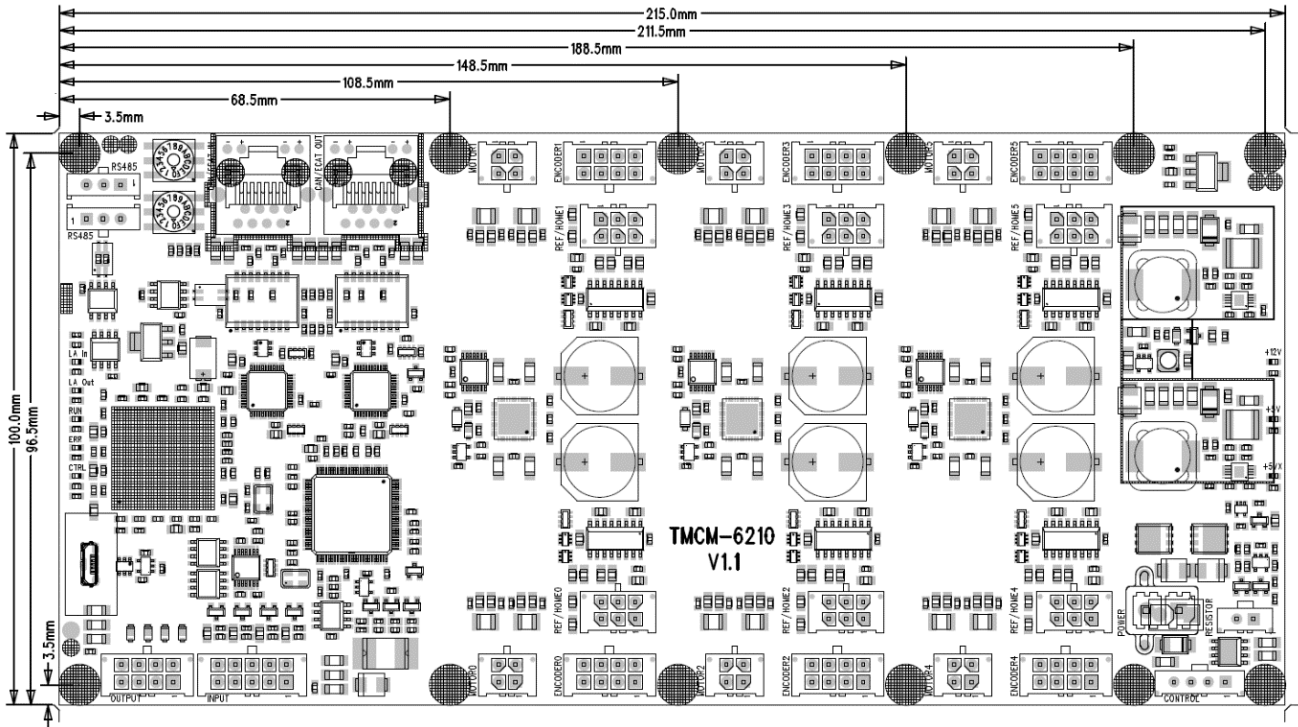 215.0mm
211.5mm
188.5mm
148.5mm
108.5mm
68.5mm
3.5mm
100.0mm
96.5mm
3.5mm
RS485
1
1
RS485
CAN/ECAT OUT
MOTOR1
ENCODER1
ENCODER3
MOTOR5
ENCODER5
REF/HOME1
REF/HOME3
REF/HOME5
LA In
LA Out
RUN
ERR
CTRL
+12V
+5V
+5VX
TMCM-6210
V1.1
REF/HOME0
REF/HOME2
REF/HOME4
POWER
RESISTOR
OUTPUT
INPUT
MOTOR0
ENCODER0
ENCODER2
MOTOR4
ENCODER4
CONTROL